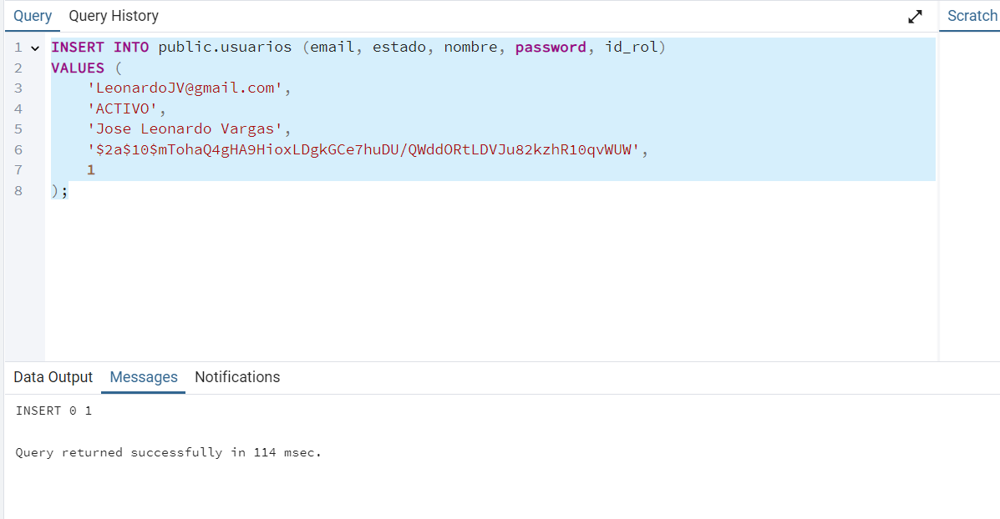 Query Query History Scratch
1 INSERT INTO public.usuarios (email, estado, nombre, password, id_rol)
2 VALUES (
3 'LeonardoJV@gmail.com',
4 'ACTIVO',
5 'Jose Leonardo Vargas',
6 '$2a$10$mTohaQ4gHA9HioxLDgkGCe7huDU/QWddORtLDVJu82kzhR10qvWUW',
7 1
8 );
Data Output Messages Notifications
INSERT 0 1
Query returned successfully in 114 msec.